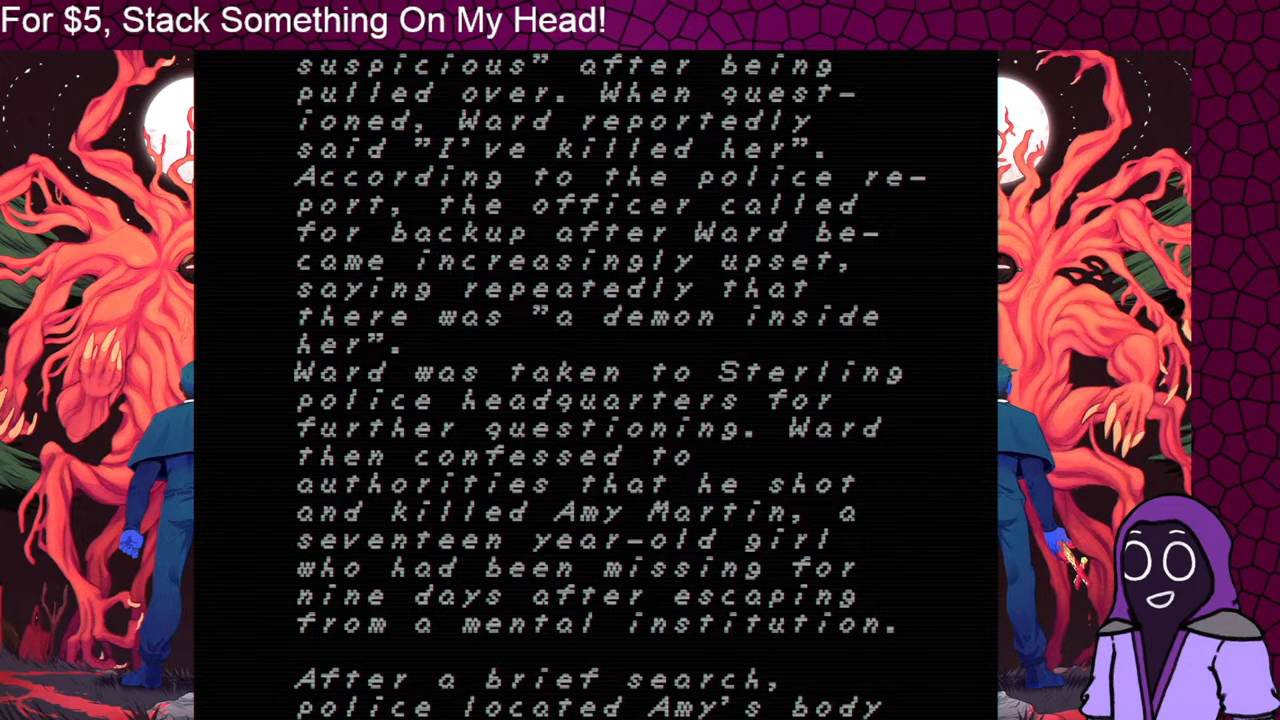 For $5, Stack Something On My Head!
suspicious" after being
pulled over. When quest-
ioned, Ward reportedly
said "I've killed her".
According to the police re-
port, the officer called
for backup after Ward be-
came increasingly upset,
saying repeatedly that
there was "a demon inside
her".
Ward was taken to Sterling
police headquarters for
further questioning. Ward
then confessed to
authorities that he shot
and killed Amy Martin, a
seventeen year-old girl
who had been missing for
nine days after escaping
from a mental institution.
After a brief search,
police located Amy's body